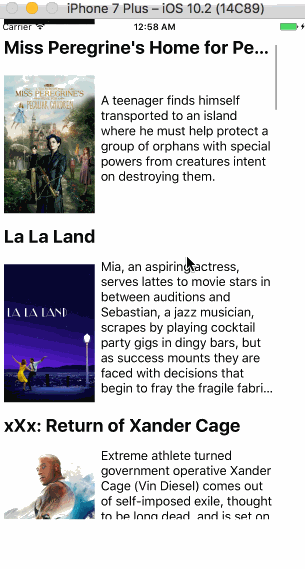 iPhone 7 Plus – iOS 10.2 (14C89)
Carrier
12:58 AM
Miss Peregrine's Home for Pe...
MISS PEREGRINE'S
PECULIAR CHILDREN
A teenager finds himself
transported to an island
where he must help protect a
group of orphans with special
powers from creatures intent
on destroying them.
La La Land
LA LA LAND
Mia, an aspiring actress,
serves lattes to movie stars in
between auditions and
Sebastian, a jazz musician,
scrapes by playing cocktail
party gigs in dingy bars, but
as success mounts they are
faced with decisions that
begin to fray the fragile fabri...
xXx: Return of Xander Cage
Extreme athlete turned
government operative Xander
Cage (Vin Diesel) comes out
of self-imposed exile, thought
to be long dead, and is set on